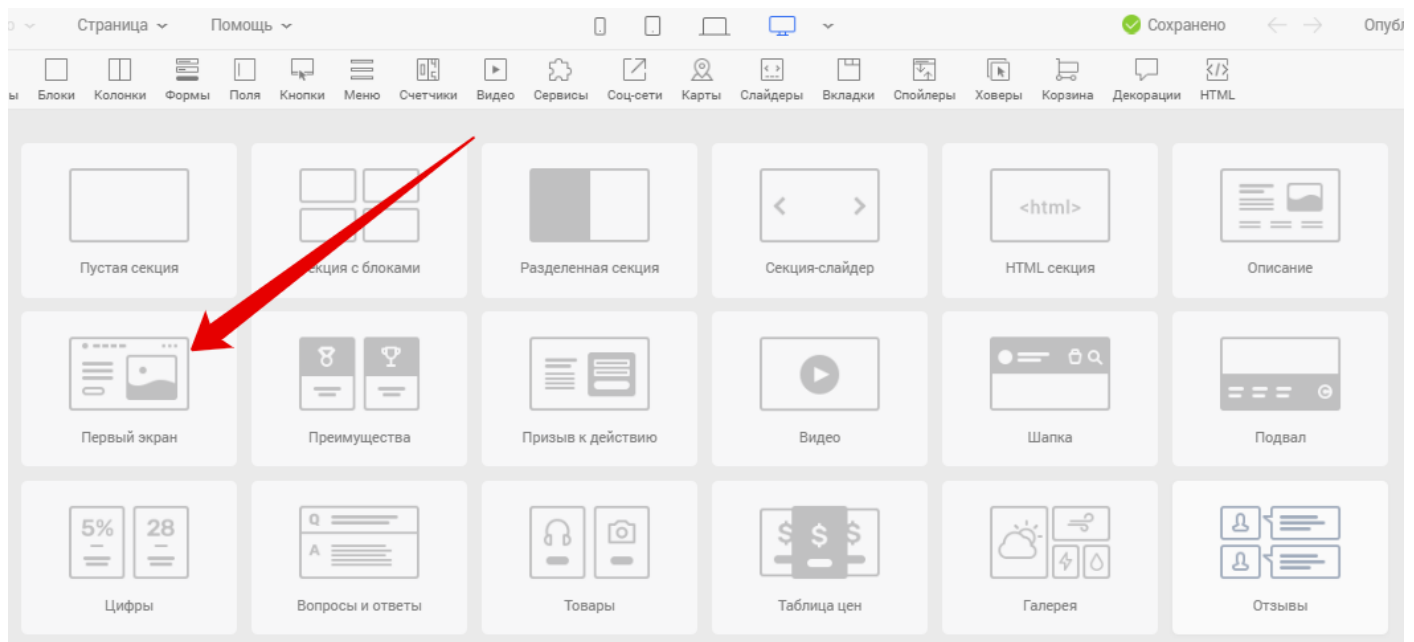 Страница
Помощь
Сохранено
Блоки
Колонки
Формы
Поля
Кнопки
Меню
Счетчики
Видео
Сервисы
Соц-сети
Карты
Слайдеры
Вкладки
Спойлеры
Ховеры
Корзина
Декорации
HTML
Пустая секция
с блоками
Разделенная секция
Секция-слайдер
<html>
HTML секция
Описание
Первый экран
Преимущества
Призыв к действию
Видео
Шапка
C
Подвал
5%
28
Цифры
Q
A
Вопросы и ответы
Товары
$
$
$
Таблица цен
Галерея
Отзывы